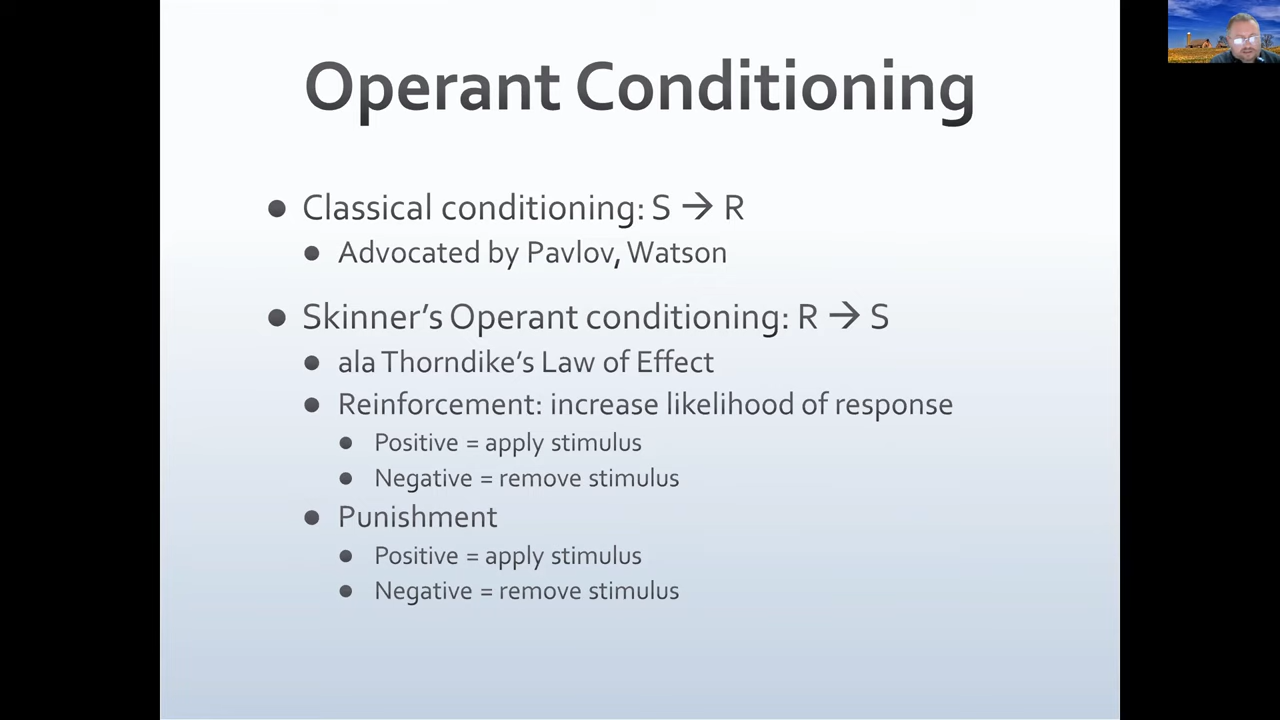 Operant Conditioning
• Classical conditioning: S → R
• Advocated by Pavlov, Watson
• Skinner's Operant conditioning: R → S
• ala Thorndike's Law of Effect
• Reinforcement: increase likelihood of response
• Positive = apply stimulus
• Negative = remove stimulus
• Punishment
• Positive = apply stimulus
• Negative = remove stimulus